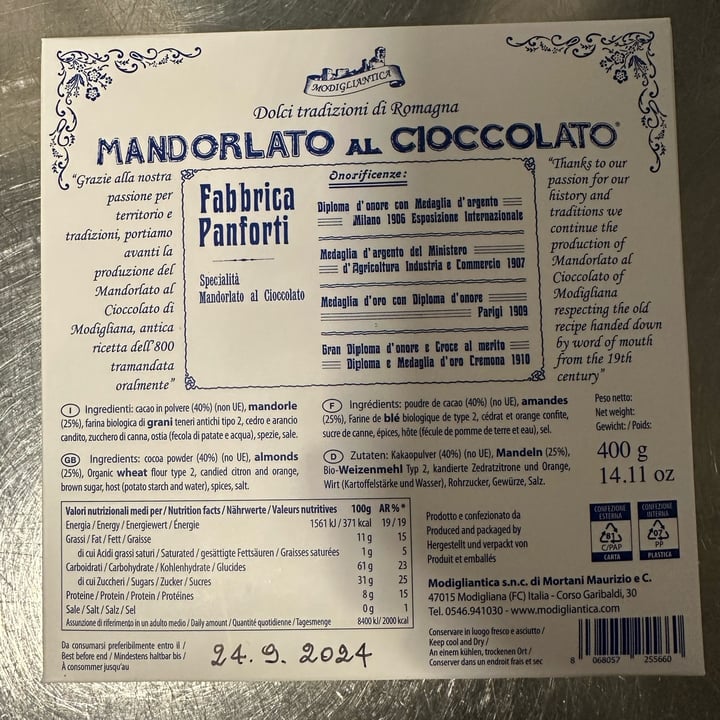 MODIGLIANTICA
Dolci tradizioni di Romagna
MANDORLATO AL CIOCCOLATO®
"Grazie alla nostra
passione per
territorio e
tradizioni, portiamo
avanti la
produzione del
Mandorlato al
Cioccolato di
Modigliana, antica
ricetta dell'800
tramandata
oralmente"
Fabbrica
Panforti
Specialità
Mandorlato al Cioccolato
Onorificenze:
Diploma d'onore con Medaglia d'argento
Milano 1906 Esposizione Internazionale
Medaglia d'argento del Ministero
d'Agricoltura Industria e Commercio 1907
Medaglia d'oro con Diploma d'onore
Parigi 1909
Gran Diploma d'onore e Croce al merito
Diploma e Medaglia d'oro Cremona 1910
"Thanks to our
passion for our
history and
traditions we
continue the
production of
Mandorlato al
Cioccolato of
Modigliana
respecting the old
recipe handed down
by word of mouth
from the 19th
century"
I Ingredienti: cacao in polvere (40%) (non UE), mandorle
(25%), farina biologica di grani teneri antichi tipo 2, cedro e arancio
candito, zucchero di canna, ostia (fecola di patate e acqua), spezie, sale.
GB Ingredients: cocoa powder (40%) (no UE), almonds
(25%), Organic wheat flour type 2, candied citron and orange,
brown sugar, host (potato starch and water), spices, salt.
F Ingrédients: poudre de cacao (40%) (no UE), amandes
(25%), Farine de blé biologique de type 2, cédrat et orange confite,
sucre de canne, épices, hôte (fécule de pomme de terre et eau), sel.
D Zutaten: Kakaopulver (40%) (no UE), Mandeln (25%),
Bio-Weizenmehl Typ 2, kandierte Zedratzitrone und Orange,
Wirt (Kartoffelstärke und Wasser), Rohrzucker, Gewürze, Salz.
Peso netto:
Net weight:
Gewicht: / Poids:
400 g
14.11 oz
Valori nutrizionali medi per / Nutrition facts / Nährwerte / Valeurs nutritives 100g AR %*
Energia / Energy / Energiewert / Énergie 1561 kJ / 371 kcal 19 / 19
Grassi / Fat / Fett / Graisse 11 g 15
di cui Acidi grassi saturi / Saturated / gesättigte Fettsäuren / Graisses saturées 1 g 5
Carboidrati / Carbohydrate / Kohlenhydrate / Glucides 61 g 23
di cui Zuccheri / Sugars / Zucker / Sucres 31 g 25
Proteine / Protein / Protein / Protéines 8 g 15
Sale / Salt / Salz / Sel 0 g 1
Assunzione di riferimento in un adulto medio / Daily amount / Quantité quotidienne / Tagesmenge 8400 kJ / 2000 kcal
Prodotto e confezionato da
Produced and packaged by
Hergestellt und verpackt von
Produit et emballés
CONFEZIONE
ESTERNA
81
C/PAP
CARTA
CONFEZIONE
INTERNA
07
PP
PLASTICA
Modigliantica s.n.c. di Mortani Maurizio e C.
47015 Modigliana (FC) Italia - Corso Garibaldi, 30
Tel. 0546.941030 - www.modigliantica.com
Da consumarsi preferibilmente entro il /
Best before end / Mindestens haltbar bis /
À consommer jusqu'au
24.9.2024
Conservare in luogo fresco e asciutto /
Keep cool and Dry /
An einem kühlen, trockenen Ort /
Conserver dans un endroit frais et sec
8 068057 255660